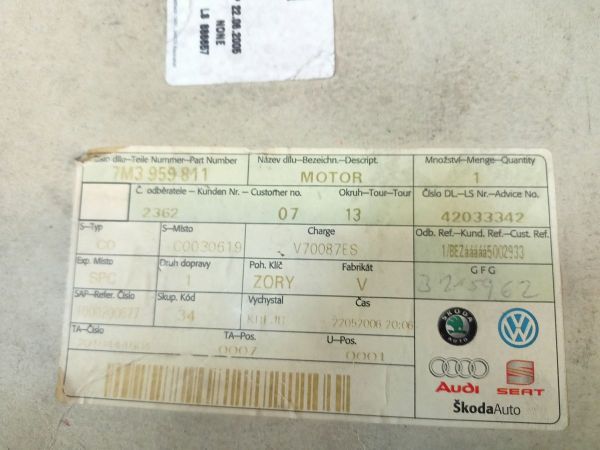 22.06.2005
NONE
LS 888657
Číslo dílu–Teile Nummer–Part Number
7M3 959 811
Název dílu–Bezeichn.–Descript.
MOTOR
Množství–Menge–Quantity
1
Č. odběratele – Kunden Nr. – Customer no.
2362 07
Okruh–Tour–Tour
13
Číslo DL.–LS Nr.–Advice No.
42033342
S–Typ
CO
S–Místo
C0030619
Charge
V70087ES
Odb. Ref.–Kund. Ref.–Cust. Ref.
Exp. Místo
SPC
Druh dopravy
1
Poh. Klíč
ZORY
Fabrikát
V
GFG
SAP–Refer. Číslo
Skup. Kód
34
Vychystal
Čas
22052006 20:06
TA–Číslo
TA–Pos.
0007
U–Pos.
0001
ŠKODA
AUTO
Audi
SEAT
ŠkodaAuto